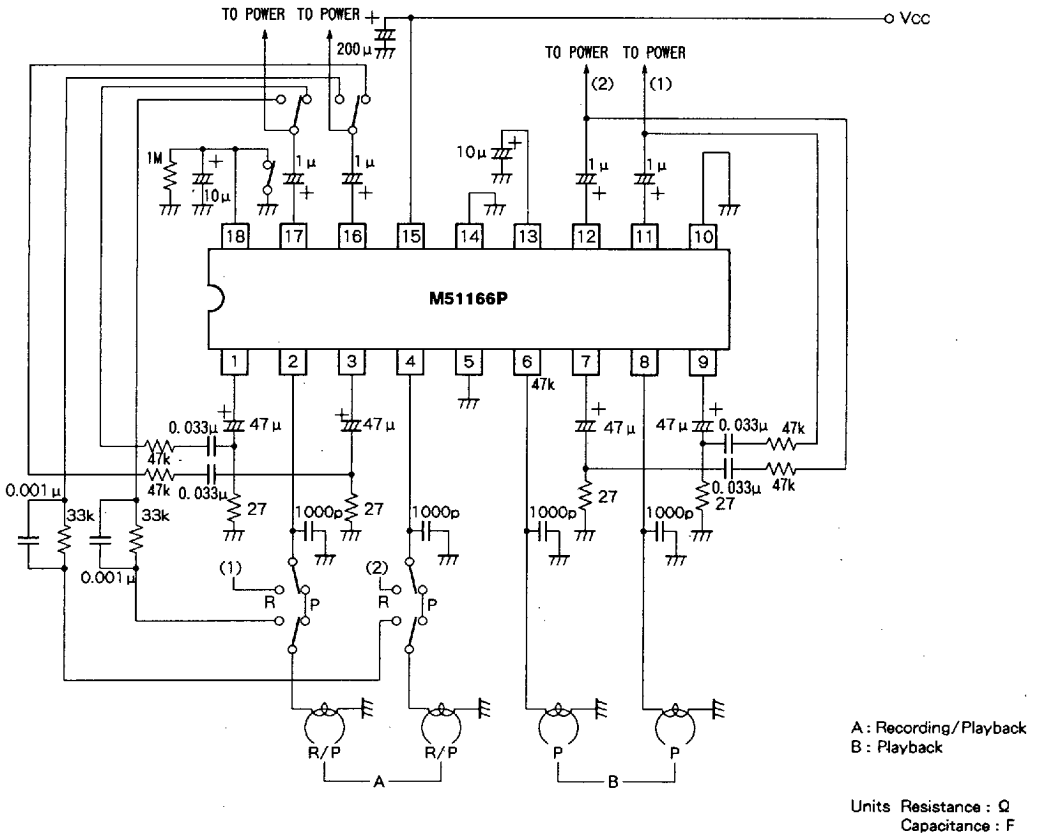 TO POWER TO POWER +
VCC
200μ
TO POWER TO POWER
(2) (1)
1M + 10μ 1μ + 1μ + 10μ + 1μ + 1μ +
18 17 16 15 14 13 12 11 10
M51166P
1 2 3 4 5 6 7 8 9
47k
+ 47μ + 47μ + 47μ + 47μ
0.033μ 0.033μ 47k
47k 47k
47k 0.033μ 0.033μ 47k
27 27 27 27
0.001μ 33k 33k 1000p 1000p 1000p 1000p
0.001μ
(1) (2)
R P R P
R/P R/P P P
A B
A : Recording/Playback
B : Playback
Units Resistance : Ω
Capacitance : F